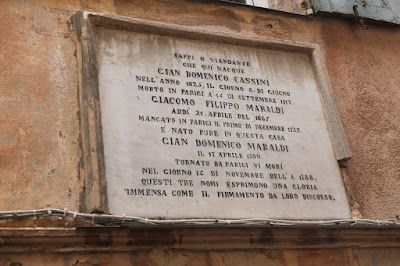 SAPPI O VIANDANTE
CHE QUI NACQUE
GIAN DOMENICO CASSINI
NELL'ANNO 1625, IL GIORNO 8 DI GIUGNO
MORTO IN PARIGI A 14 DI SETTEMBRE 1712
GIACOMO FILIPPO MARALDI
ADDÌ 21 APRILE DEL 1665
MANCATO IN PARIGI IL PRIMO DI DECEMBRE 1729
E NATO PURE IN QUESTA CASA
GIAN DOMENICO MARALDI
IL 17 APRILE 1709
TORNATO DA PARIGI VI MORÌ
NEL GIORNO 14 DI NOVEMBRE DELL'A. 1788,
QUESTI TRE NOMI ESPRIMONO UNA GLORIA
IMMENSA COME IL FIRMAMENTO DA LORO DISCORSO.